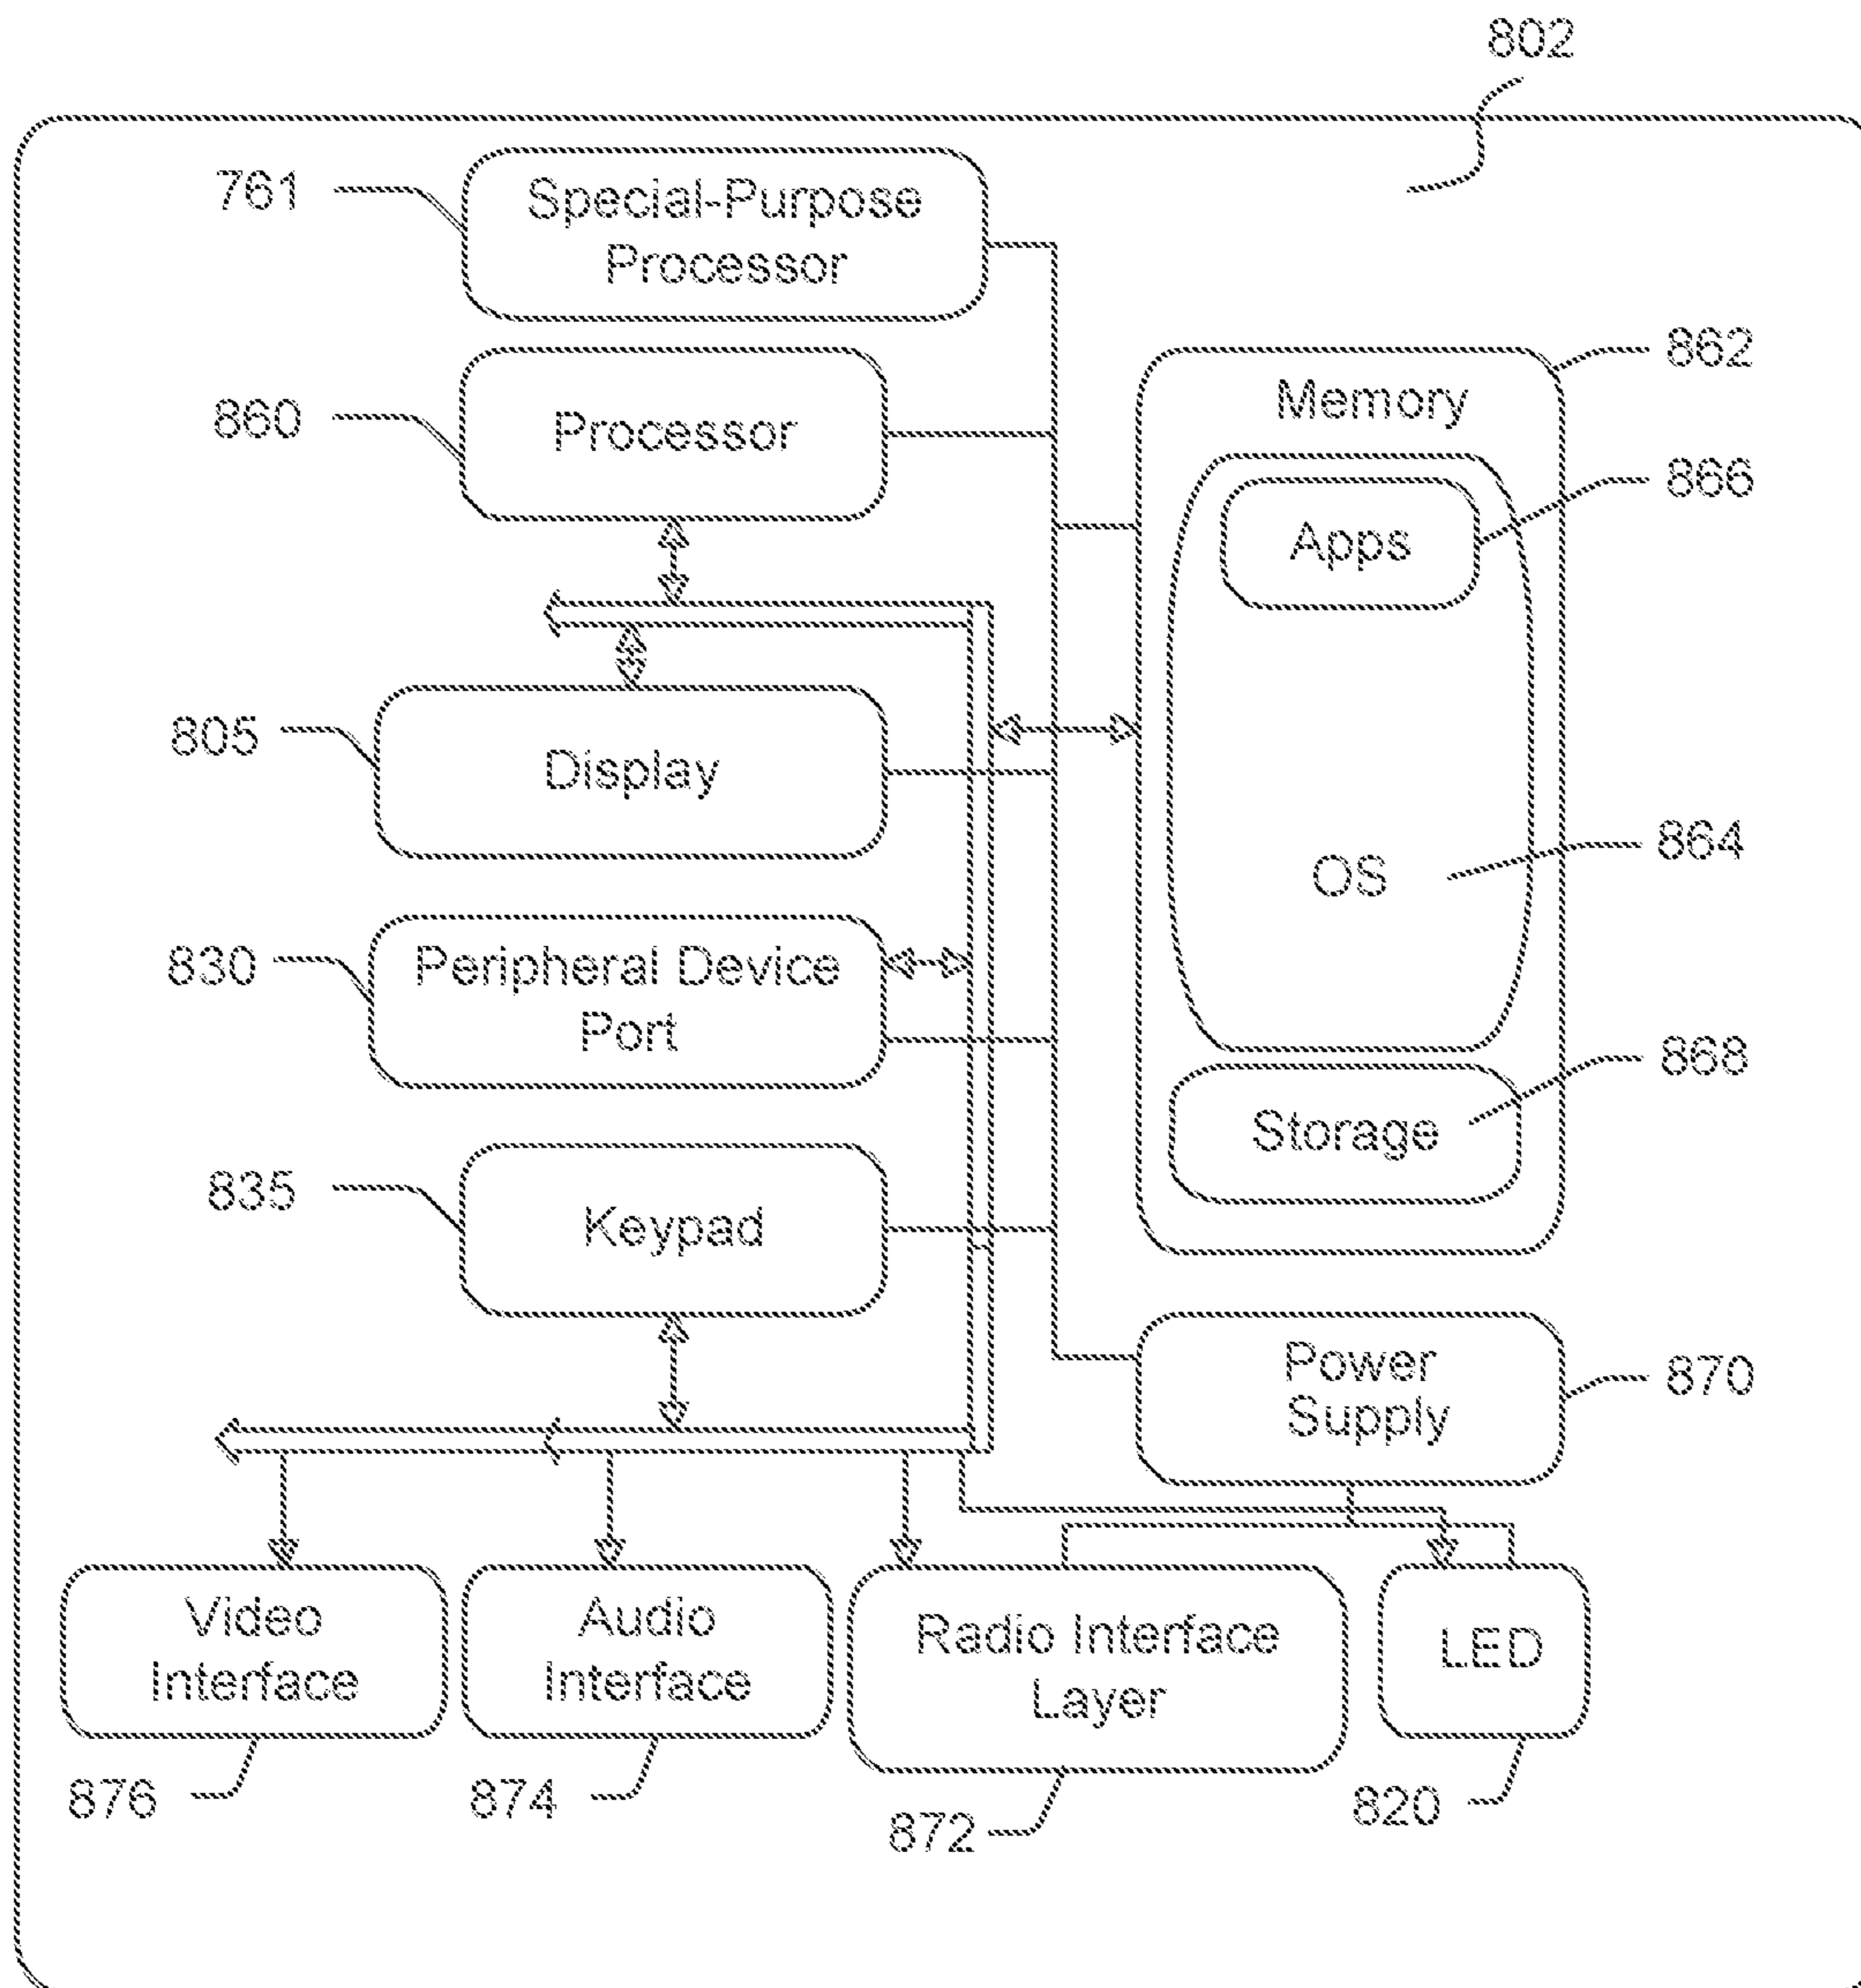 802
761
Special-Purpose
Processor
862
Memory
860
Processor
866
Apps
805
Display
864
OS
830
Peripheral Device
Port
868
Storage
835
Keypad
Power
Supply
870
Video
Interface
Audio
Interface
Radio Interface
Layer
LED
876
874
872
820